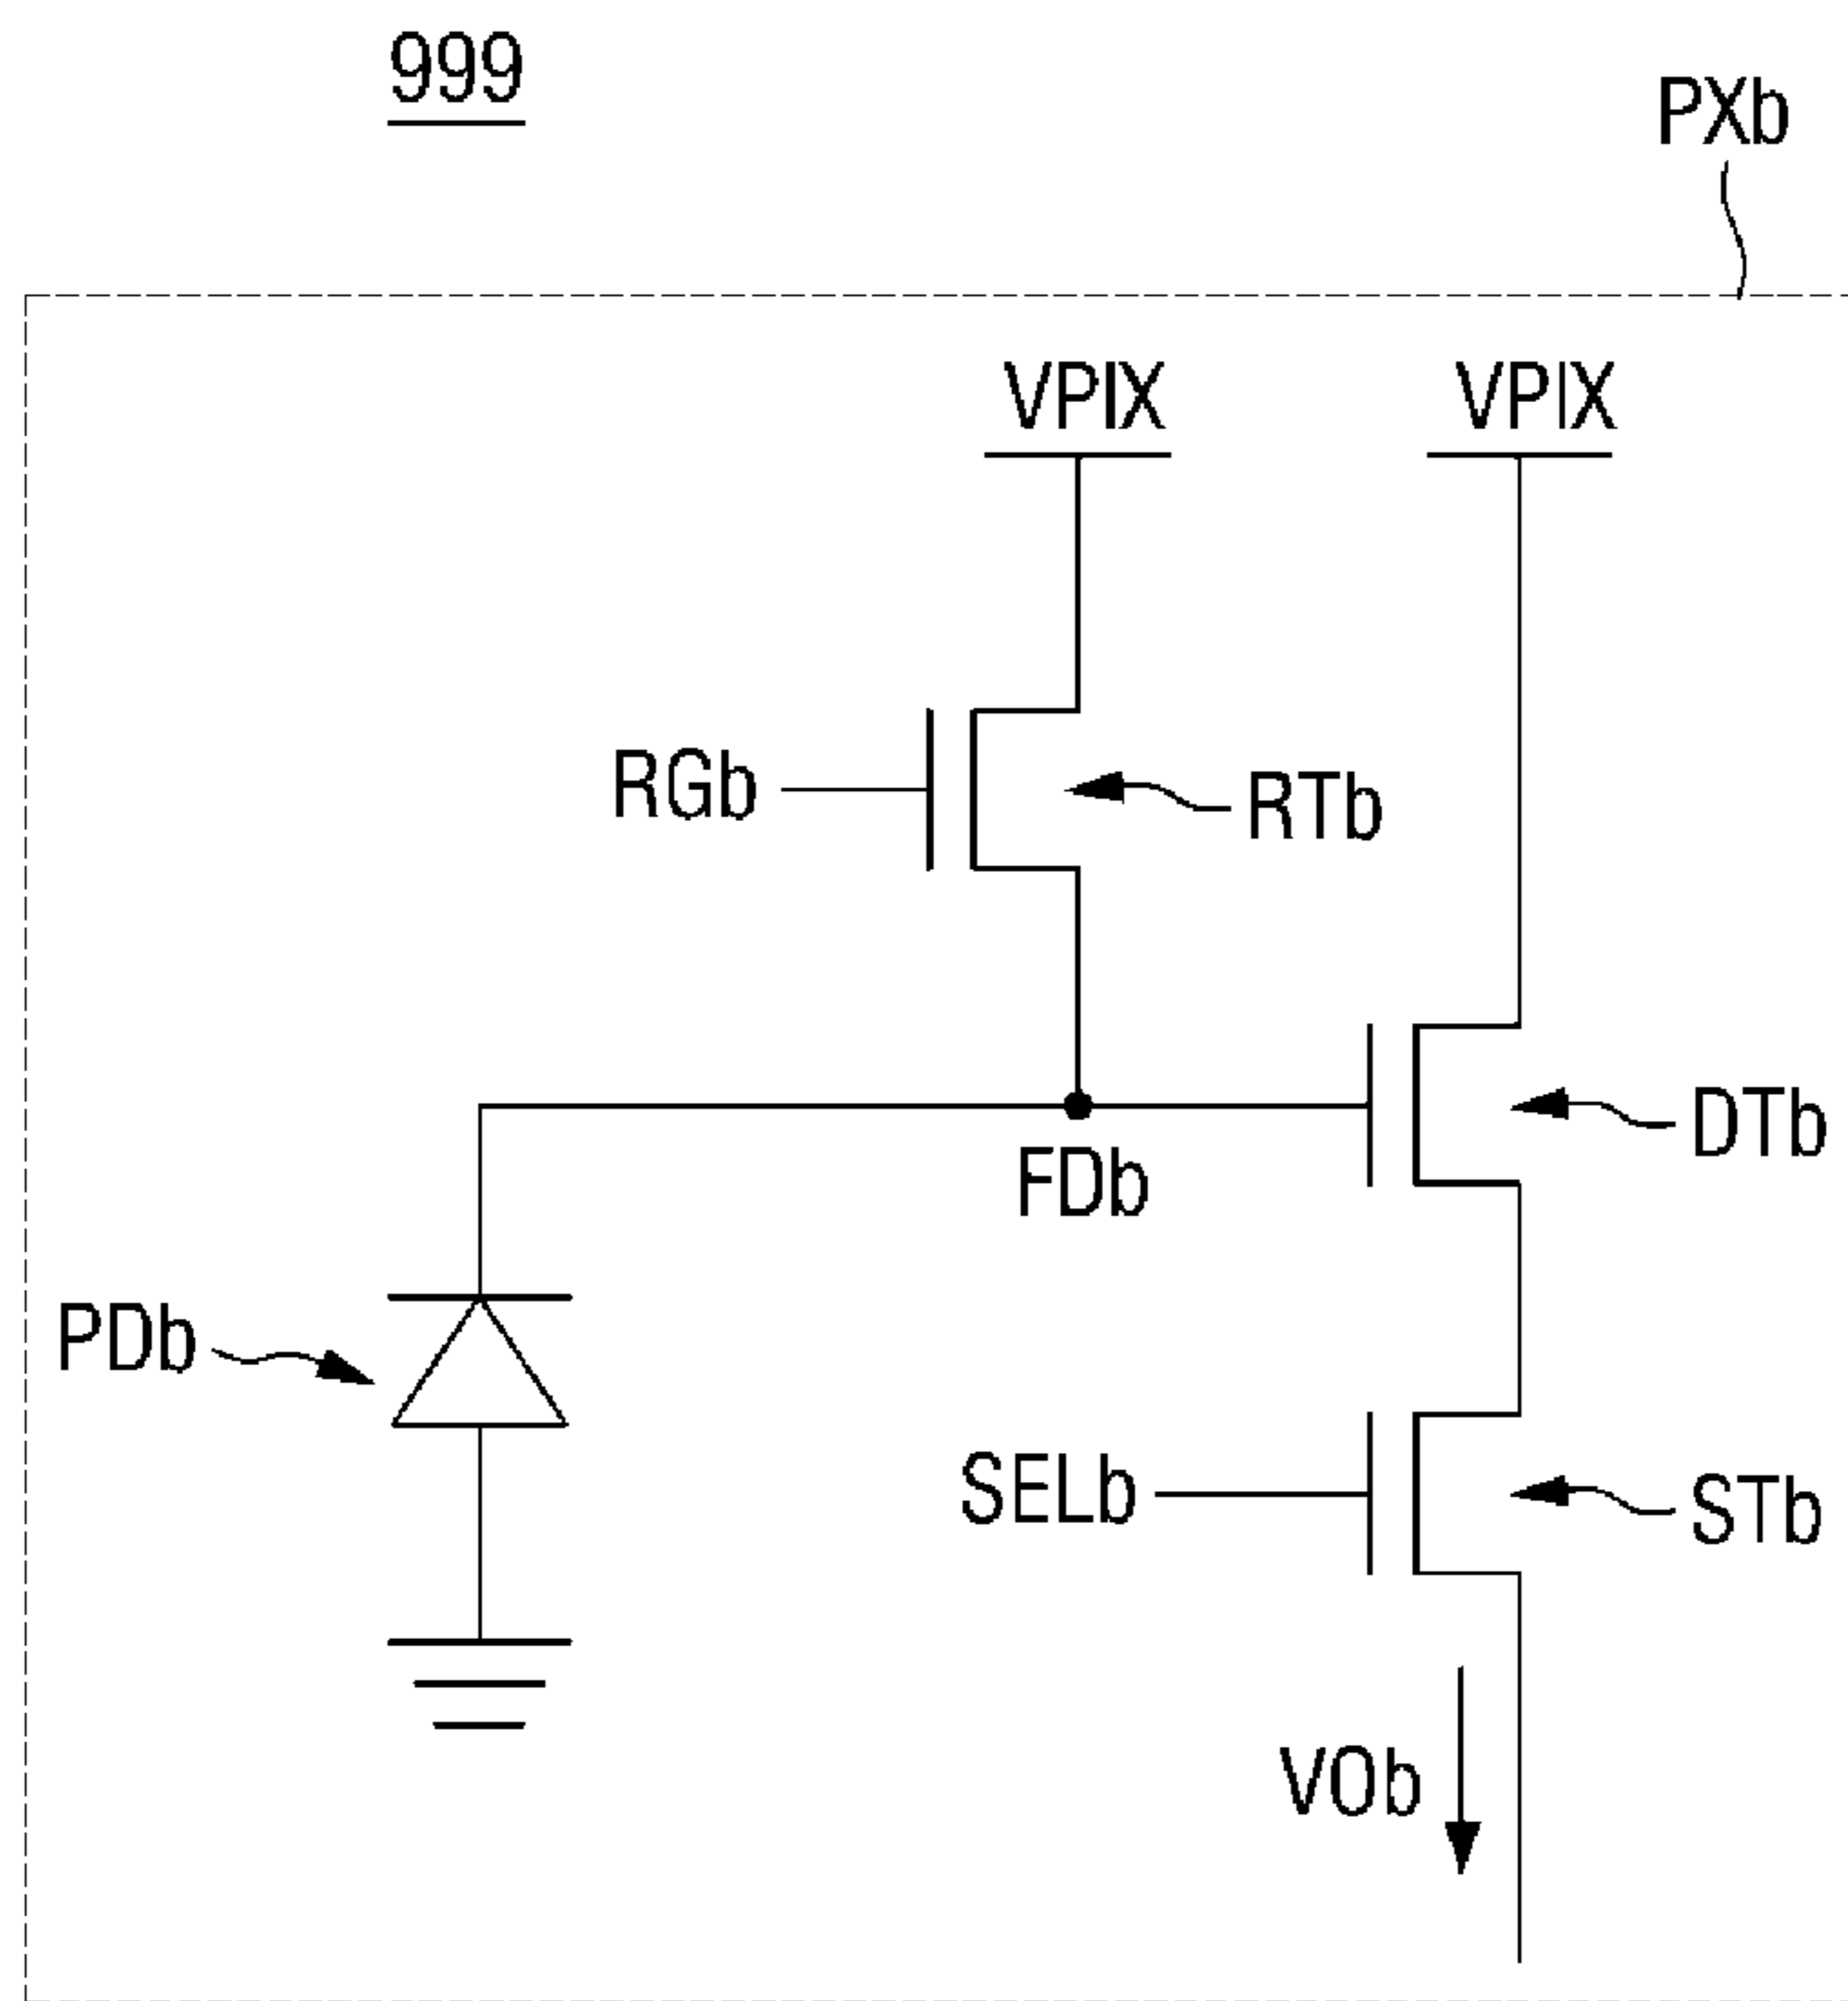 999
PXb
VPIX VPIX
RGb
RTb
DTb
FDb
PDb
SELb
STb
VOb